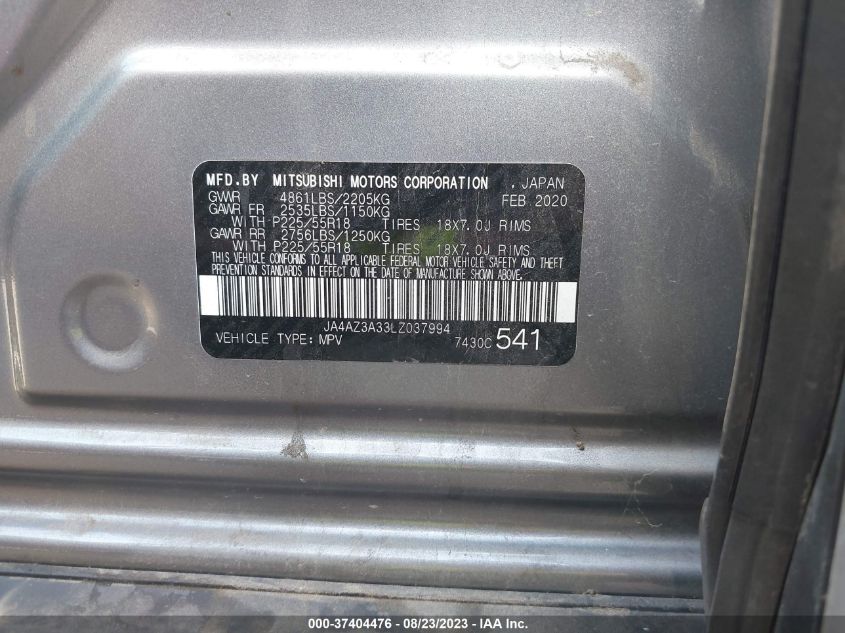 MFD.BY MITSUBISHI MOTORS CORPORATION , JAPAN
GVWR 4861LBS/2205KG FEB 2020
GAWR FR 2535LBS/1150KG
WITH P225/55R18 TIRES 18X7.0J RIMS
GAWR RR 2756LBS/1250KG
WITH P225/55R18 TIRES 18X7.0J RIMS
THIS VEHICLE CONFORMS TO ALL APPLICABLE FEDERAL MOTOR VEHICLE SAFETY AND THEFT
PREVENTION STANDARDS IN EFFECT ON THE DATE OF MANUFACTURE SHOWN ABOVE.
JA4AZ3A33LZ037994
VEHICLE TYPE: MPV 7430C 541
000-37404476 - 08/23/2023 - IAA Inc.